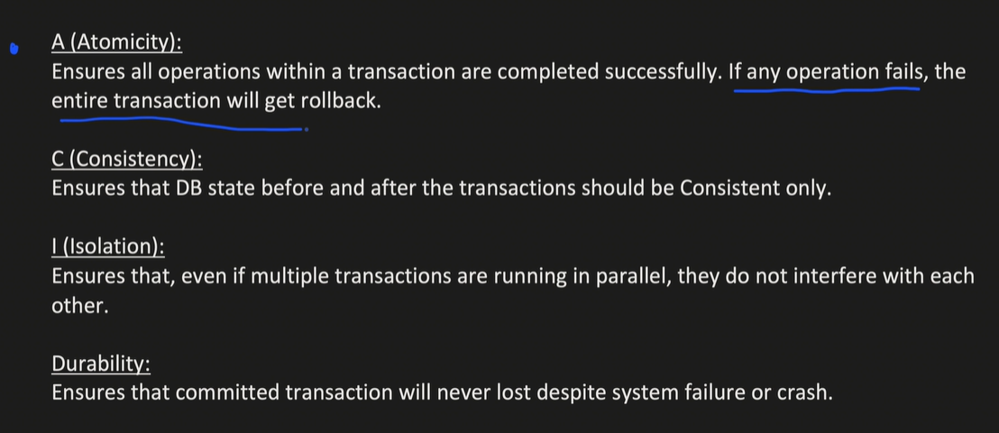 A (Atomicity):
Ensures all operations within a transaction are completed successfully. If any operation fails, the
entire transaction will get rollback.
C (Consistency):
Ensures that DB state before and after the transactions should be Consistent only.
I (Isolation):
Ensures that, even if multiple transactions are running in parallel, they do not interfere with each
other.
Durability:
Ensures that committed transaction will never lost despite system failure or crash.